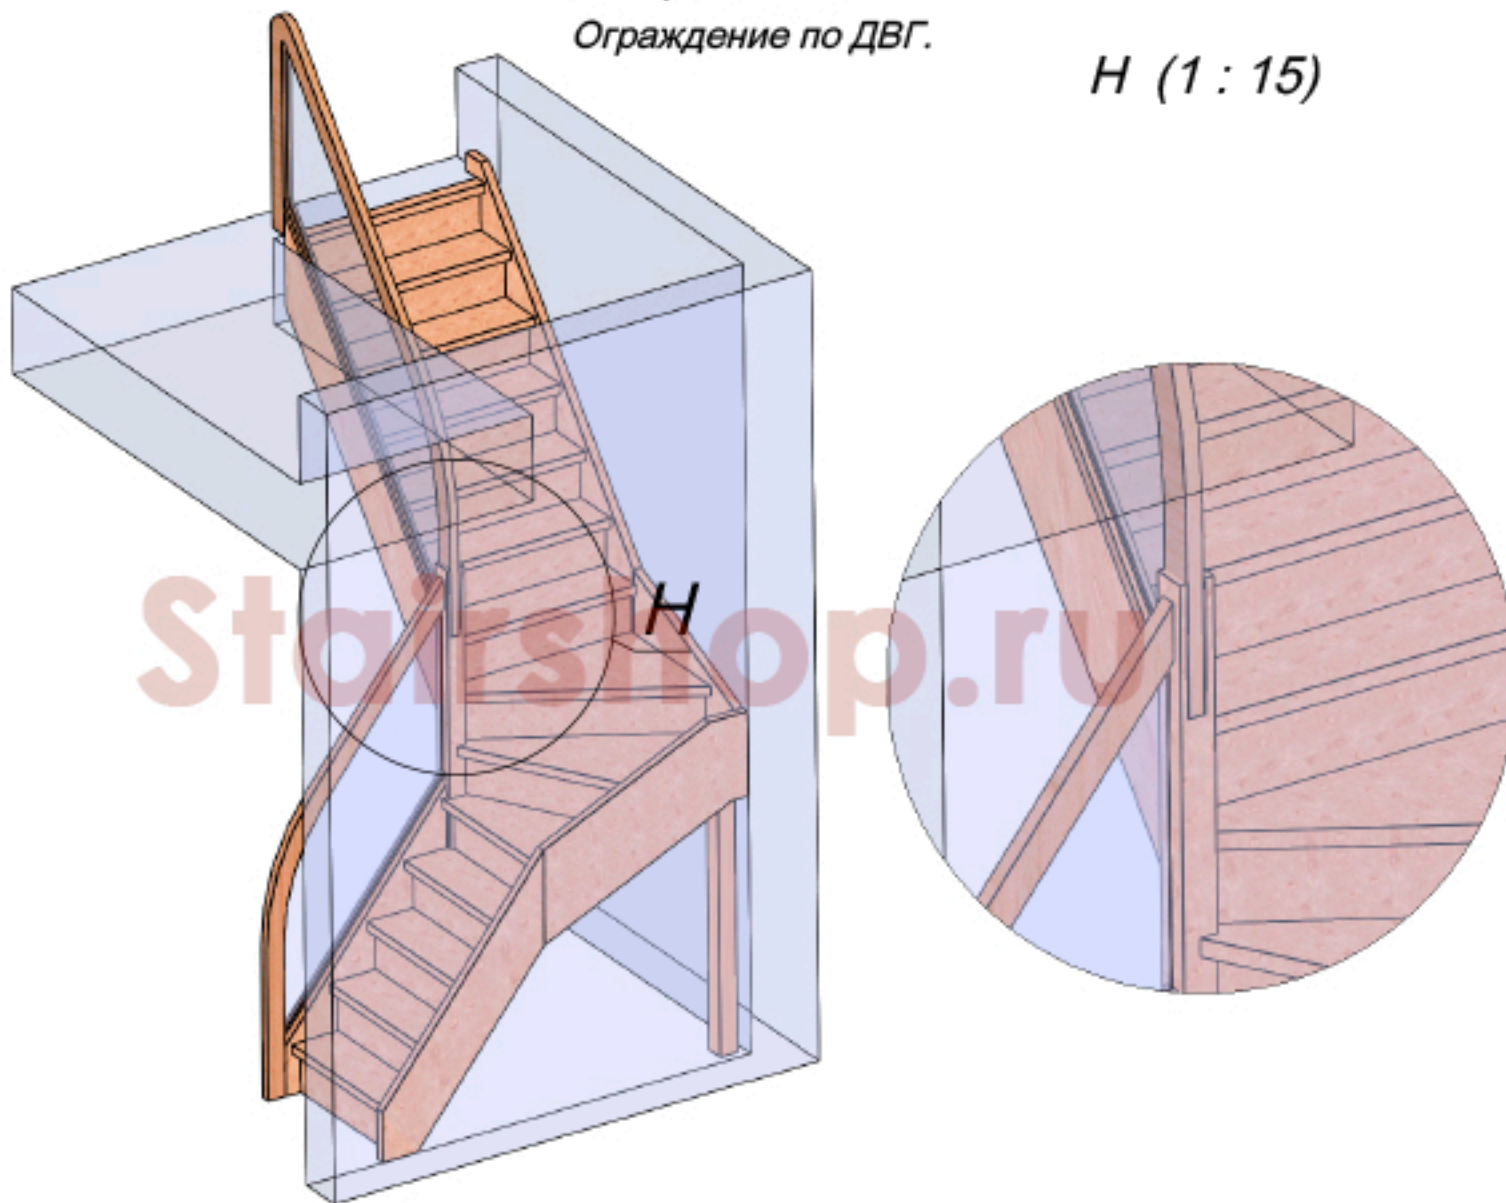 Ограждение по ДВГ.
Н (1 : 15)
Н
Stairshop.ru